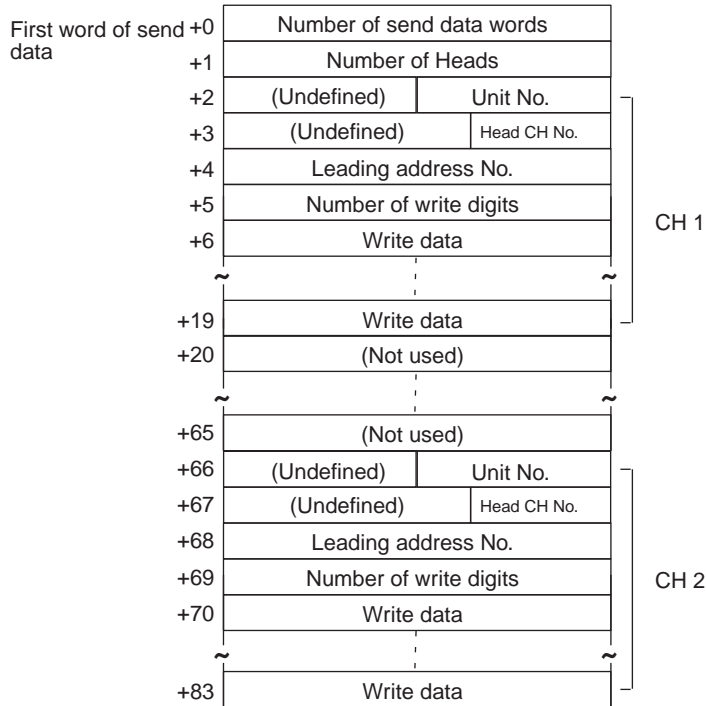 First word of send data
+0 Number of send data words
+1 Number of Heads
+2 (Undefined) Unit No.
+3 (Undefined) Head CH No.
+4 Leading address No.
+5 Number of write digits
+6 Write data
CH 1
~ ~
+19 Write data
+20 (Not used)
~ ~
+65 (Not used)
+66 (Undefined) Unit No.
+67 (Undefined) Head CH No.
+68 Leading address No.
+69 Number of write digits
+70 Write data
CH 2
~ ~
+83 Write data